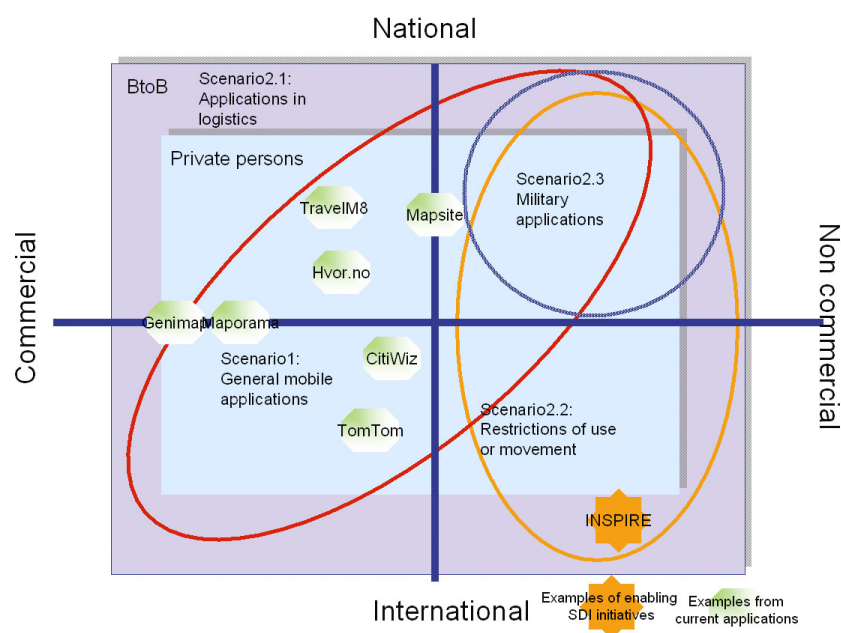 National
BtoB
Scenario2.1:
Applications in
logistics
Private persons
TravelM8
Mapsite
Scenario2.3
Military
applications
Hvor.no
Commercial
Non commercial
Genimap
Maporama
Scenario1:
General mobile
applications
CitiWiz
TomTom
Scenario2.2:
Restrictions of use
or movement
INSPIRE
International
Examples of enabling
SDI initiatives
Examples from
current applications